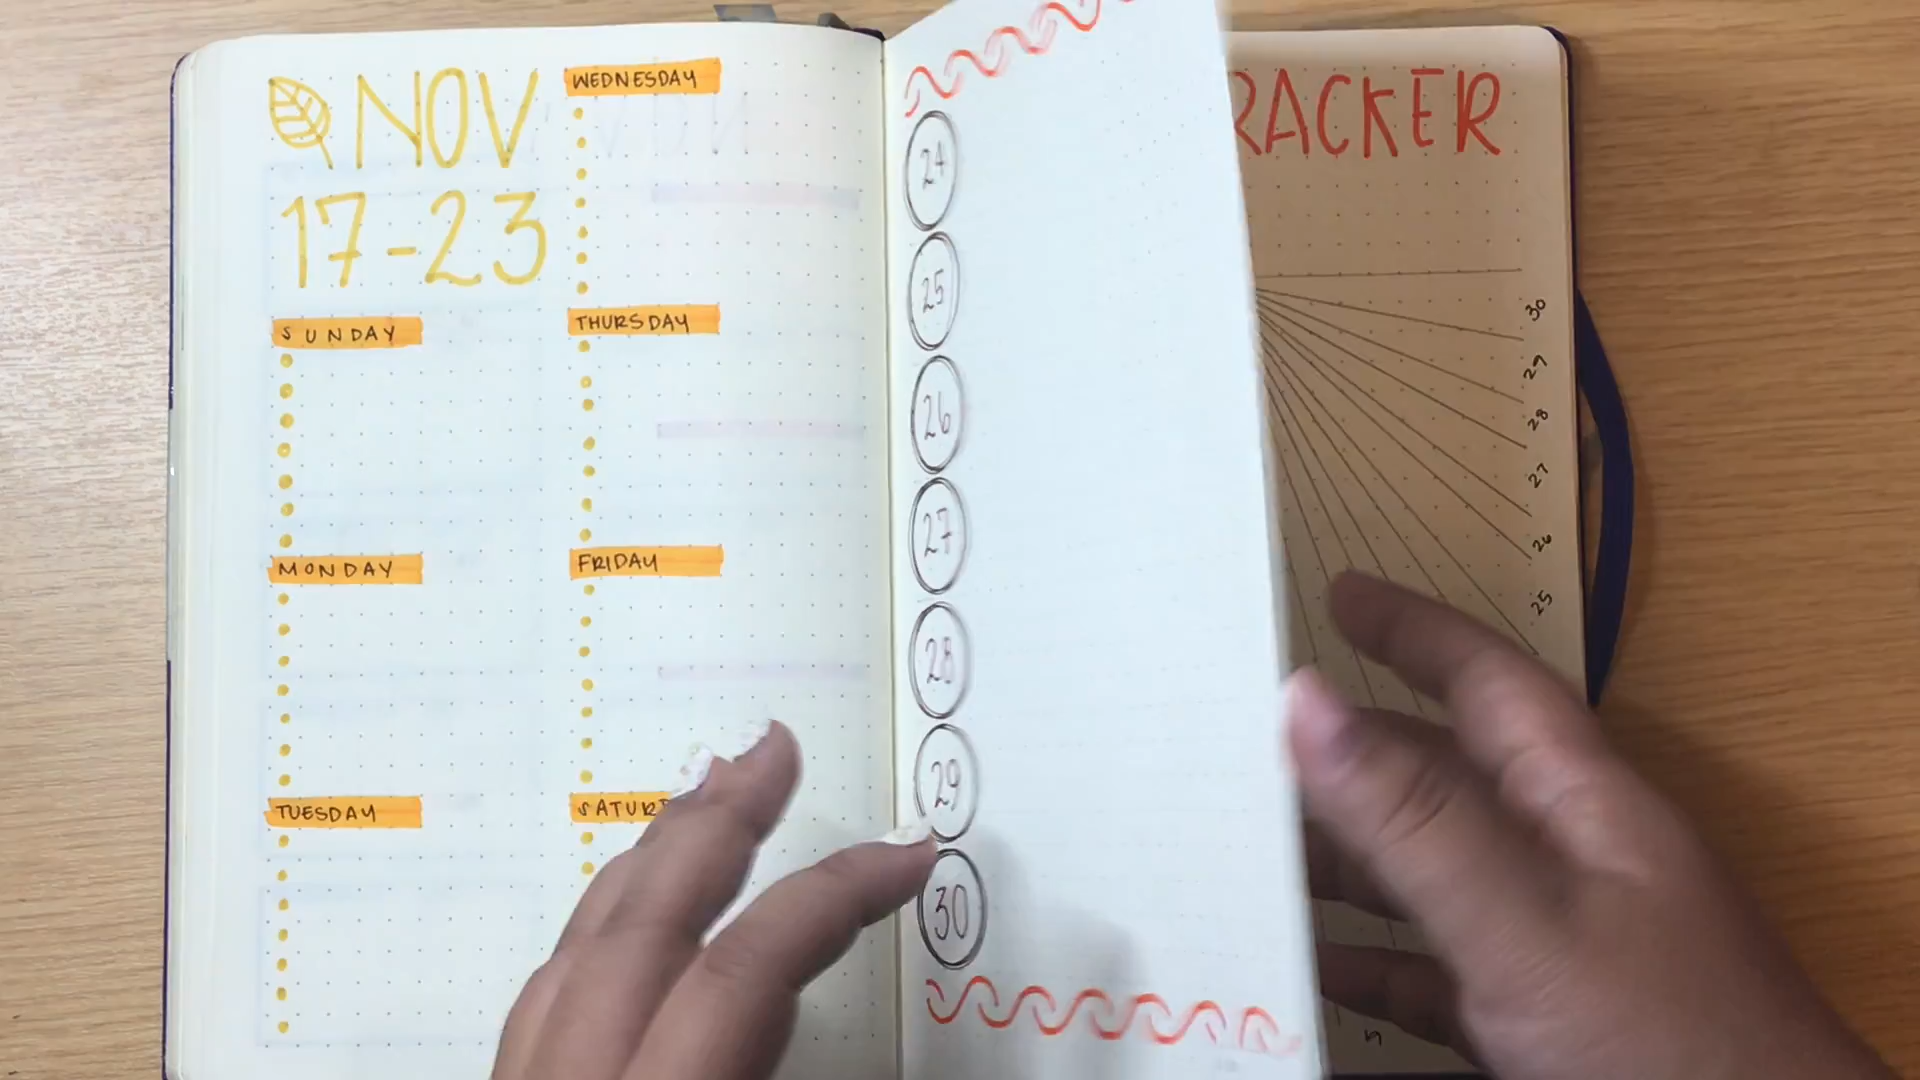 NOV
17-23
SUNDAY
MONDAY
TUESDAY
WEDNESDAY
THURSDAY
FRIDAY
24
25
26
27
28
29
30
RACKER
30
29
28
27
26
25